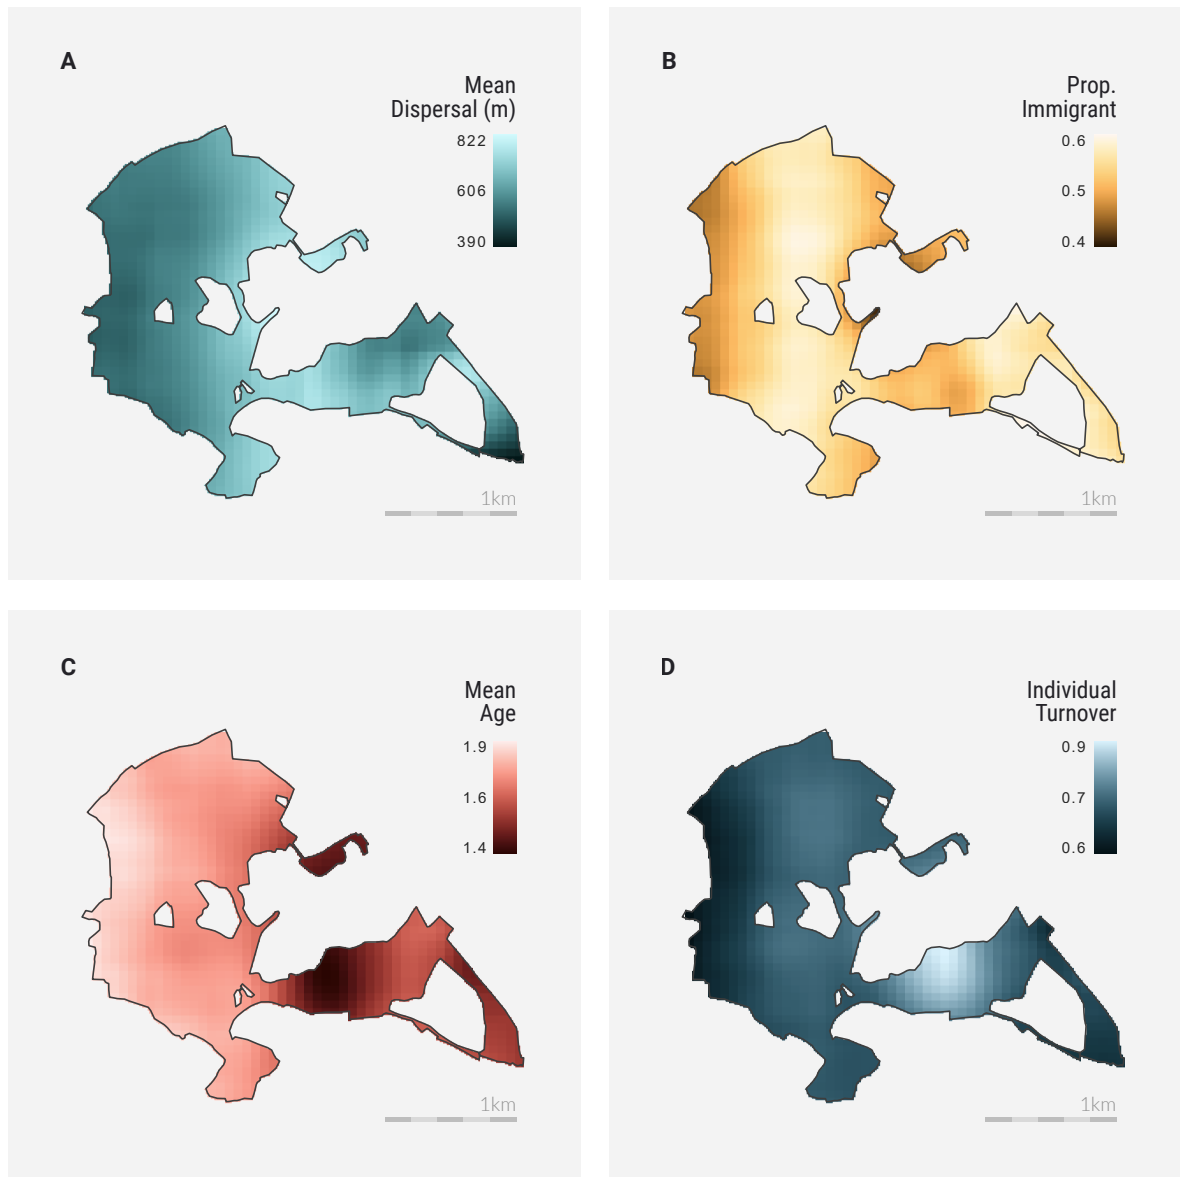 A
Mean
Dispersal (m)
822
606
390
1km
B
Prop.
Immigrant
0.6
0.5
0.4
1km
C
Mean
Age
1.9
1.6
1.4
1km
D
Individual
Turnover
0.9
0.7
0.6
1km